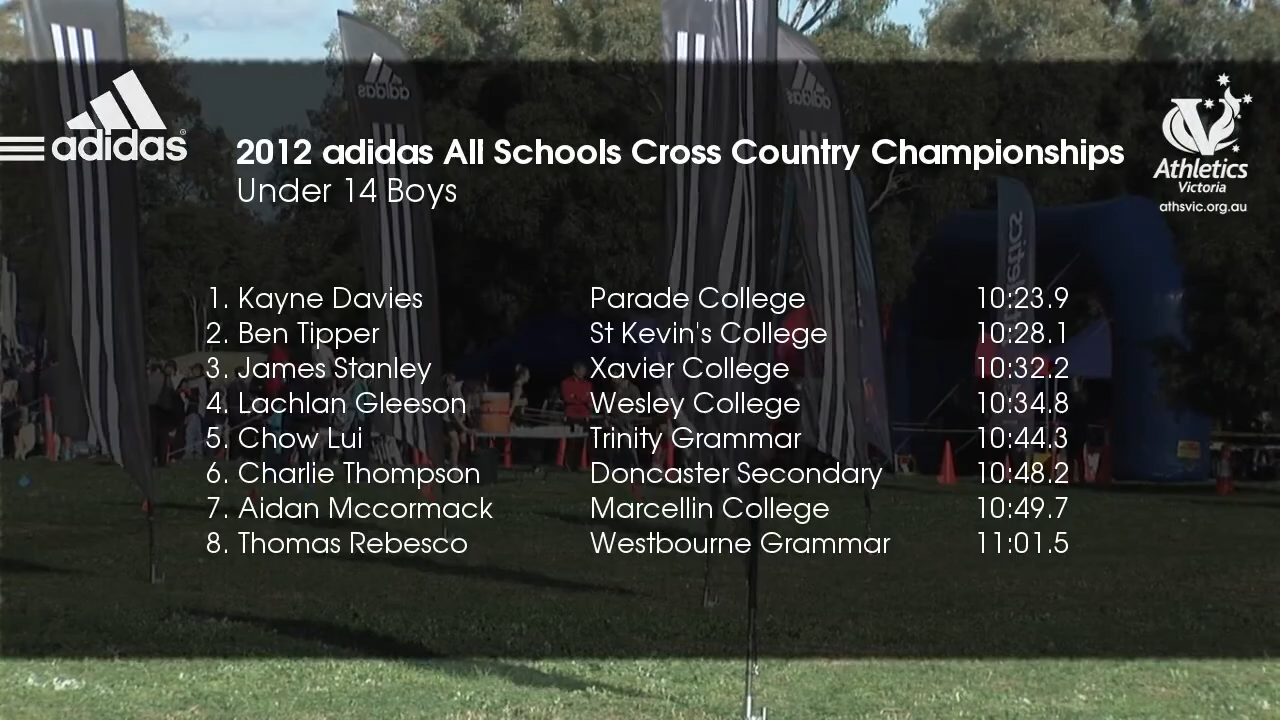 adidas
2012 adidas All Schools Cross Country Championships
Under 14 Boys
Athletics
Victoria
athsvic.org.au
1. Kayne Davies Parade College 10:23.9
2. Ben Tipper St Kevin's College 10:28.1
3. James Stanley Xavier College 10:32.2
4. Lachlan Gleeson Wesley College 10:34.8
5. Chow Lui Trinity Grammar 10:44.3
6. Charlie Thompson Doncaster Secondary 10:48.2
7. Aidan Mccormack Marcellin College 10:49.7
8. Thomas Rebesco Westbourne Grammar 11:01.5
adidas
adidas